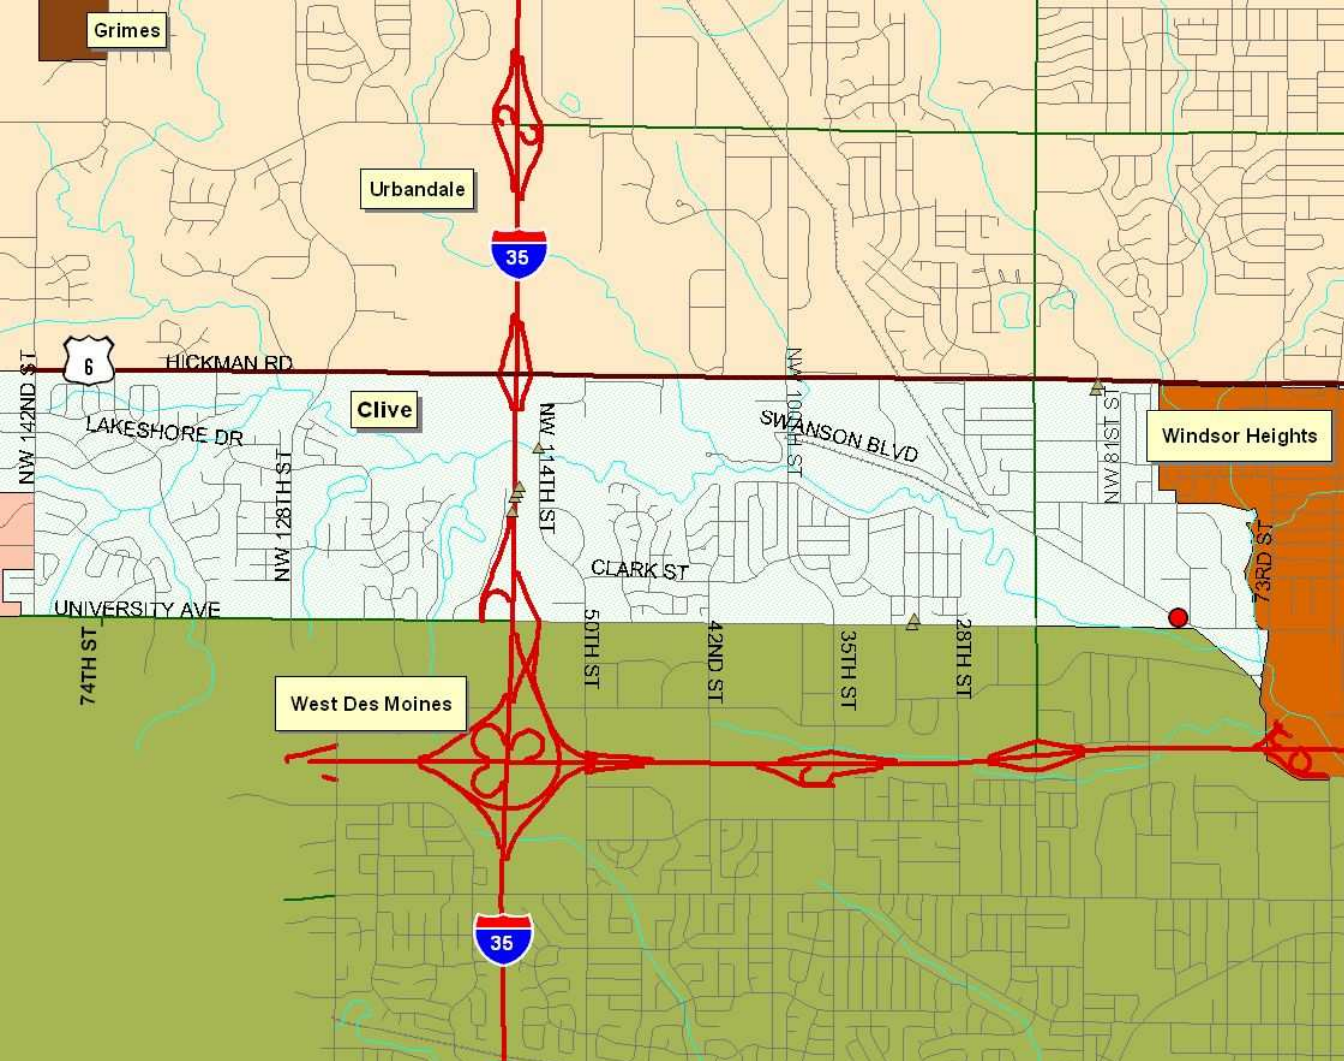 Grimes
Urbandale
35
6
HICKMAN RD
NW 142ND ST
LAKESHORE DR
Clive
NW 114TH ST
NW 100TH ST
SWANSON BLVD
NW 81ST ST
Windsor Heights
NW 128TH ST
CLARK ST
73RD ST
UNIVERSITY AVE
74TH ST
50TH ST
42ND ST
35TH ST
28TH ST
West Des Moines
35